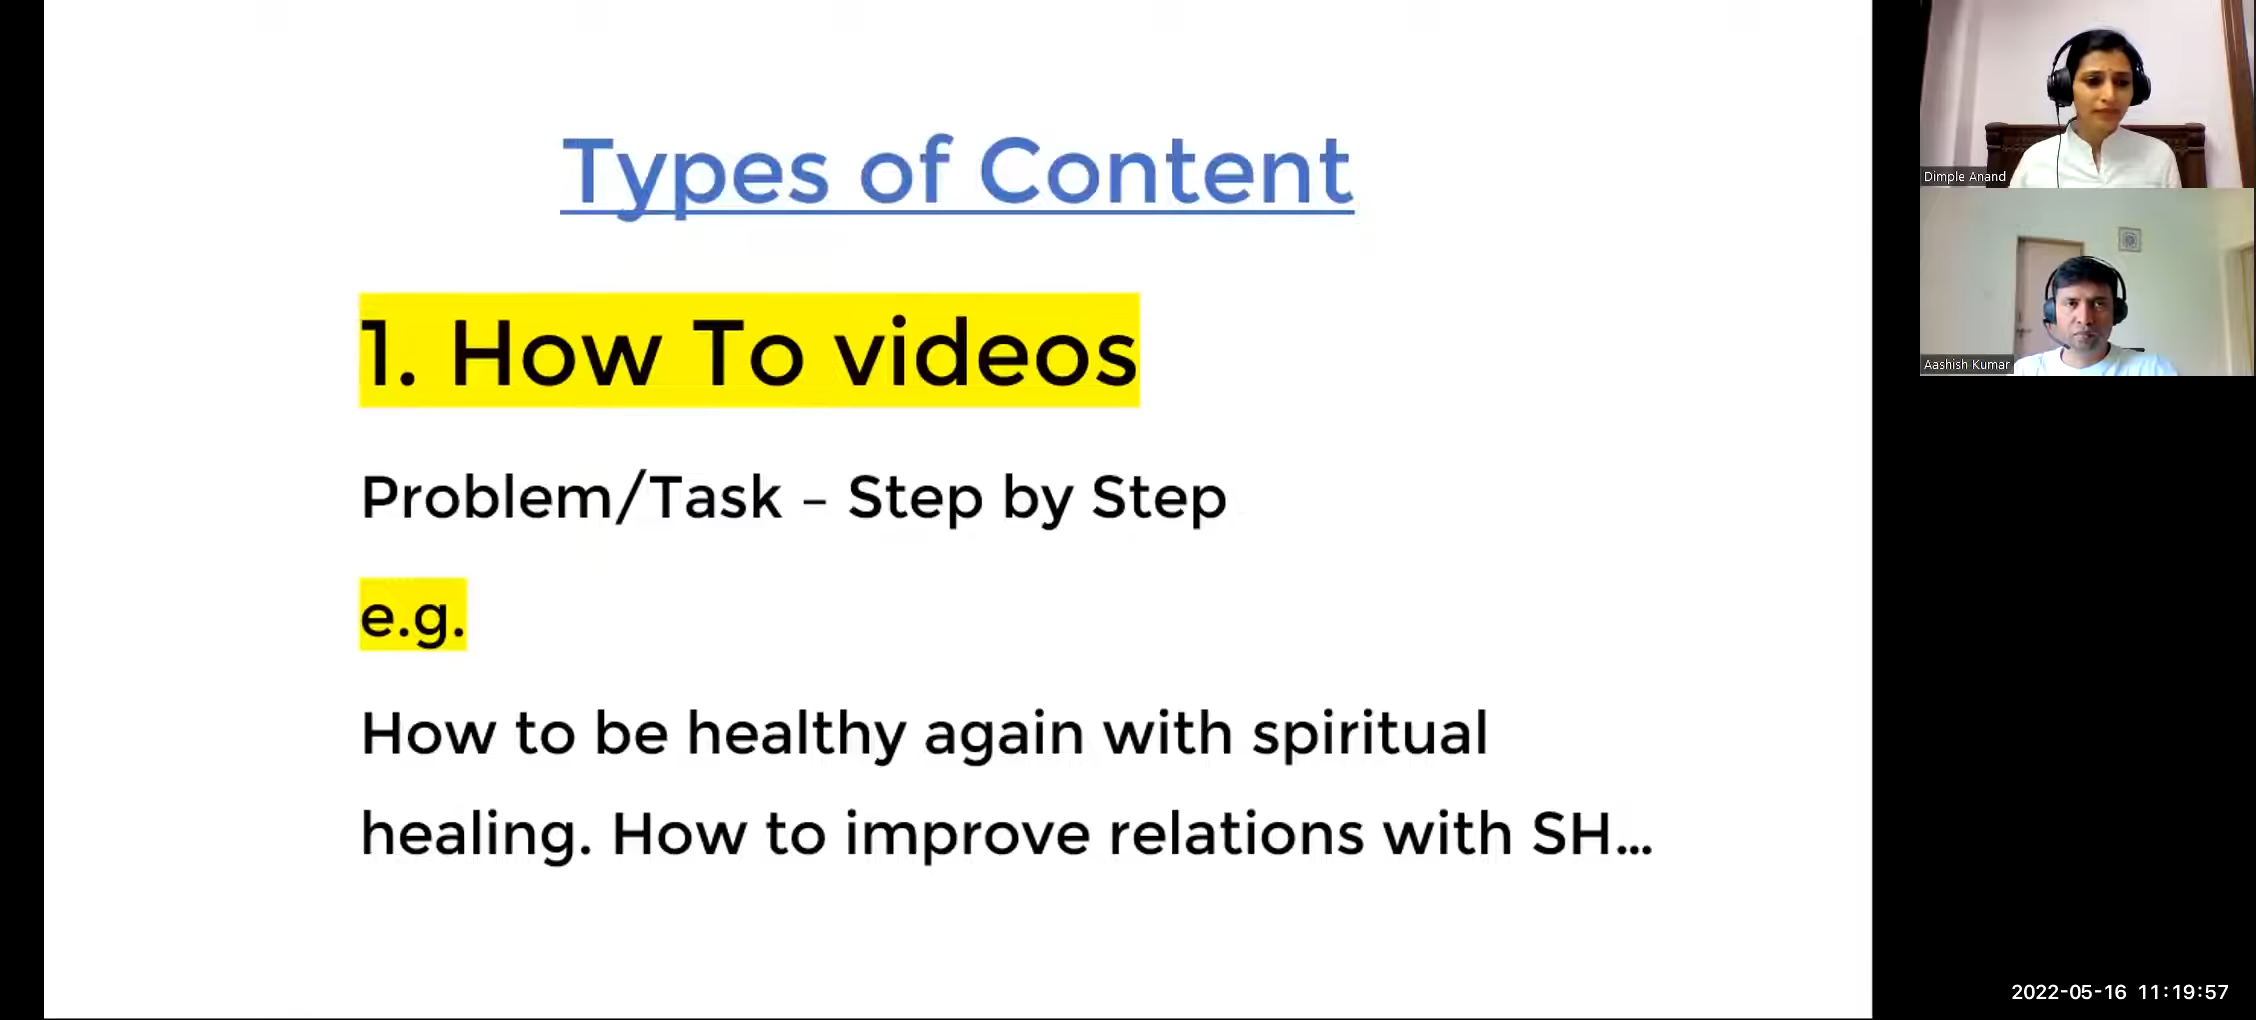 Types of Content
1. How To videos
Problem/Task – Step by Step
e.g.
How to be healthy again with spiritual
healing. How to improve relations with SH...
Dimple Anand
Aashish Kumar
2022-05-16 11:19:57